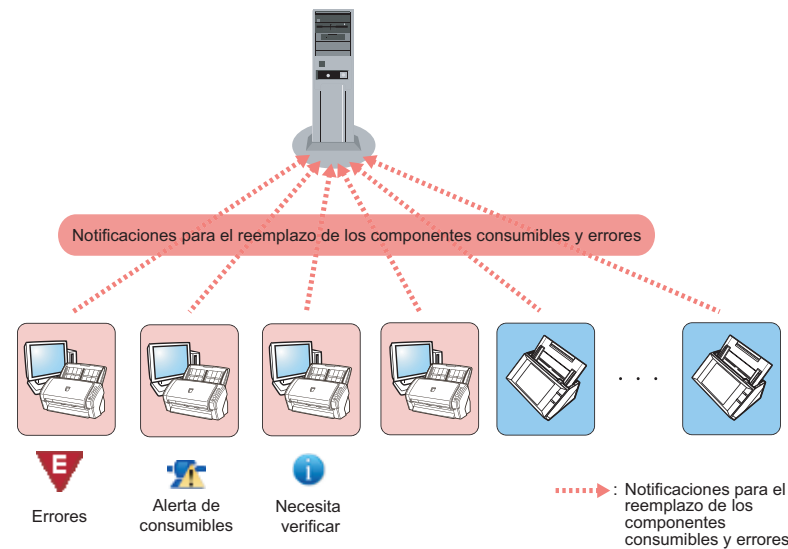 Notificaciones para el reemplazo de los componentes consumibles y errores
. . .
E
i
Errores
Alerta de
consumibles
Necesita
verificar
: Notificaciones para el
reemplazo de los
componentes
consumibles y errores